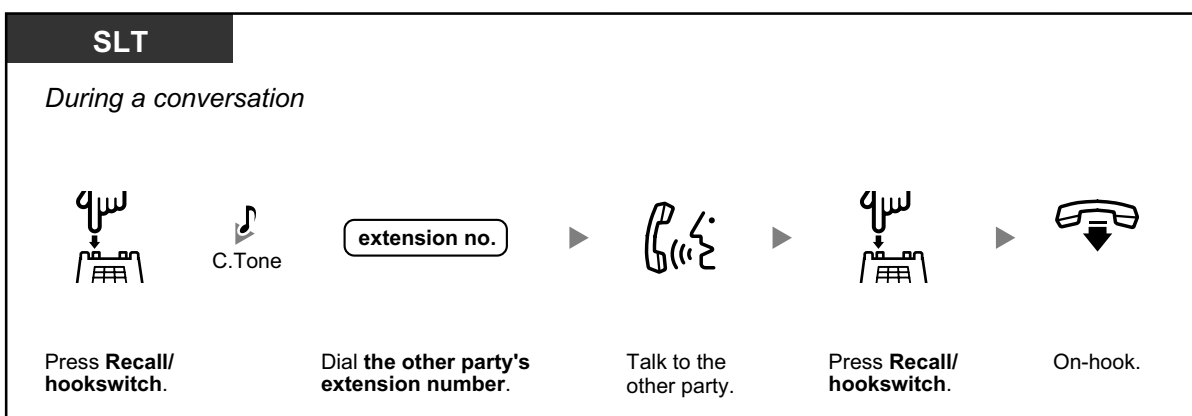 SLT
During a conversation
C.Tone
extension no.
Press Recall/
hookswitch.
Dial the other party's
extension number.
Talk to the
other party.
Press Recall/
hookswitch.
On-hook.